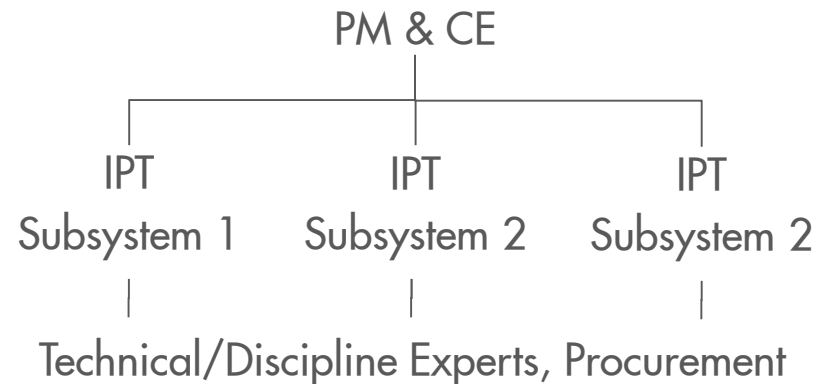 PM & CE
IPT IPT IPT
Subsystem 1 Subsystem 2 Subsystem 2
Technical/Discipline Experts, Procurement